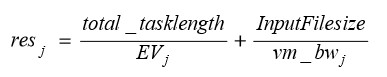 res_j = total_tasklength / EV_j + InputFilesize / vm_bw_j